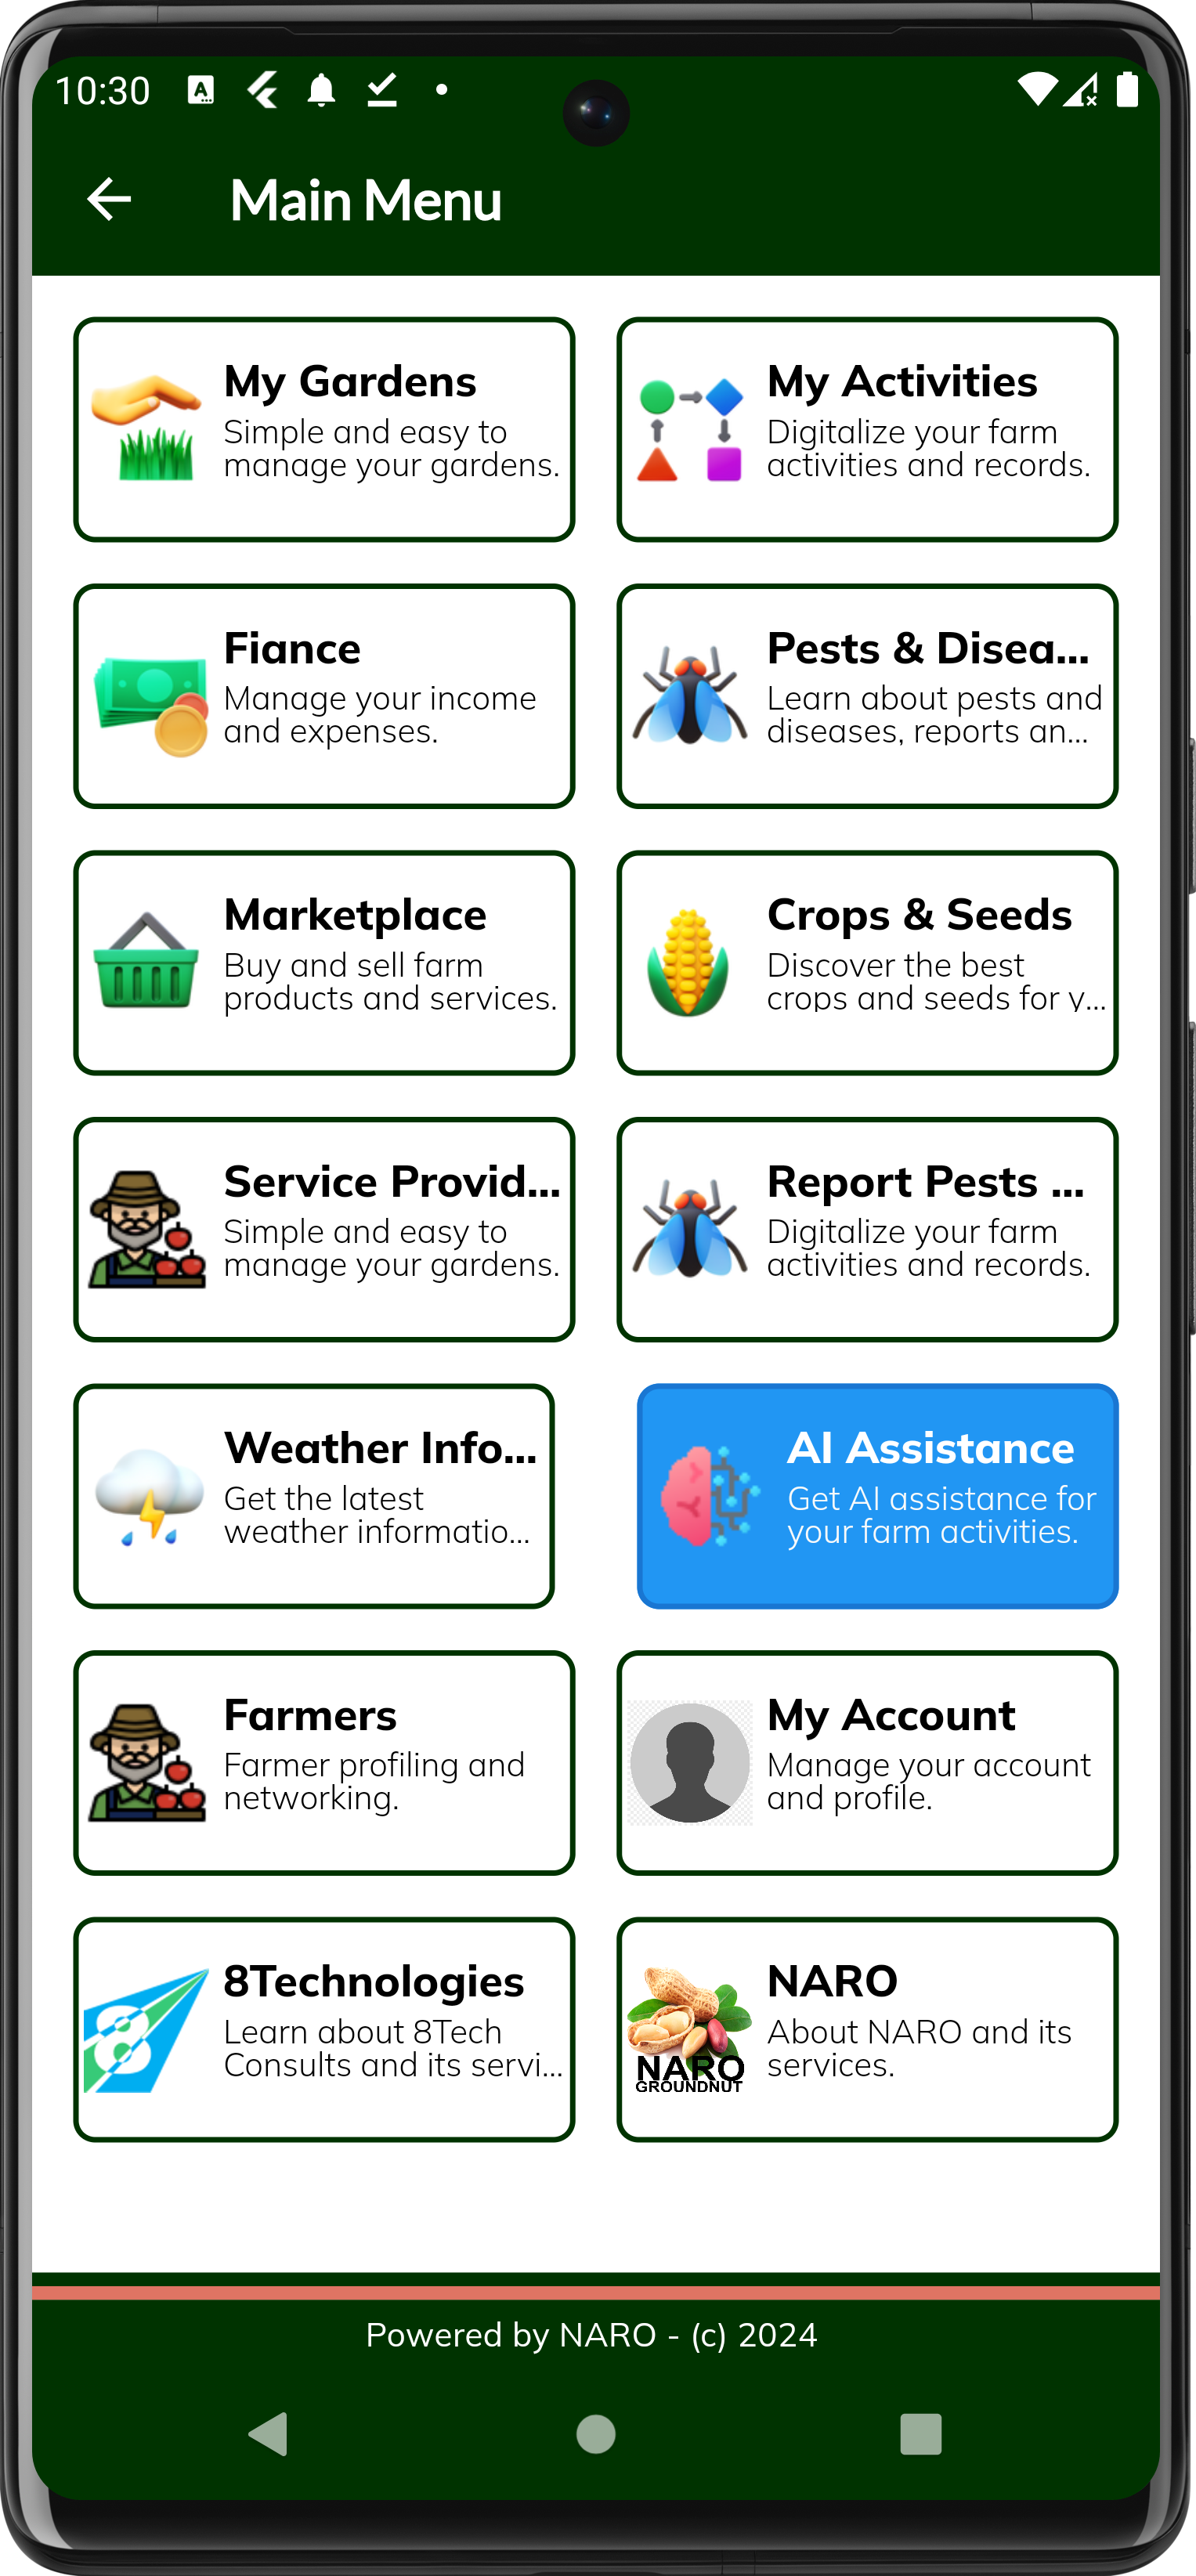 10:30
Main Menu
My Gardens
Simple and easy to
manage your gardens.
My Activities
Digitalize your farm
activities and records.
Fiance
Manage your income
and expenses.
Pests & Disea...
Learn about pests and
diseases, reports an...
Marketplace
Buy and sell farm
products and services.
Crops & Seeds
Discover the best
crops and seeds for y...
Service Provid...
Simple and easy to
manage your gardens.
Report Pests ...
Digitalize your farm
activities and records.
Weather Info...
Get the latest
weather informatio...
AI Assistance
Get AI assistance for
your farm activities.
Farmers
Farmer profiling and
networking.
My Account
Manage your account
and profile.
8
8Technologies
Learn about 8Tech
Consults and its servi...
NARO
GROUNDNUT
NARO
About NARO and its
services.
Powered by NARO - (c) 2024